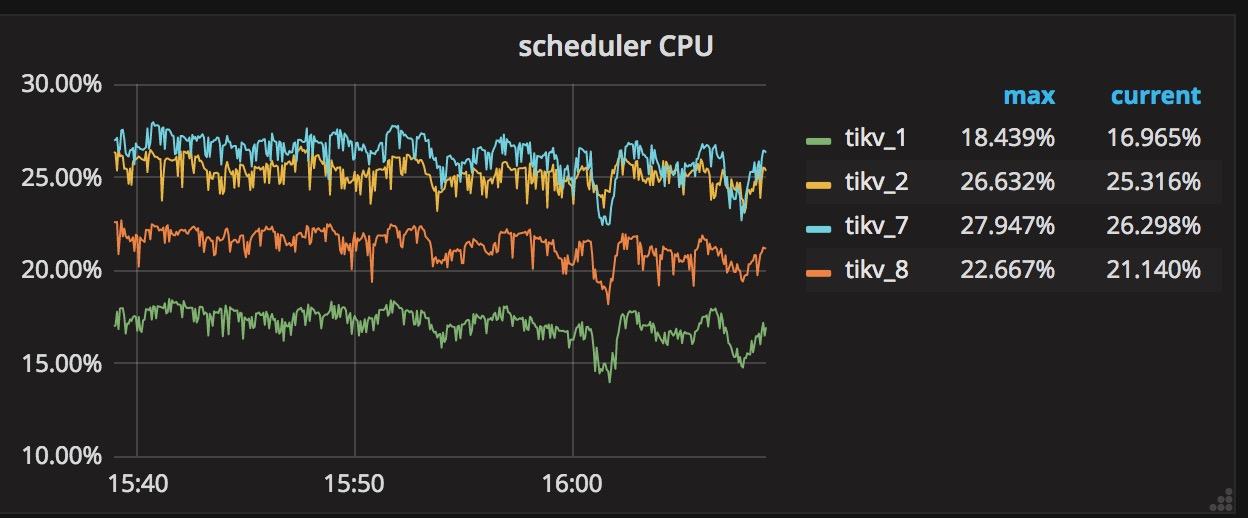 scheduler CPU
30.00%
25.00%
20.00%
15.00%
10.00%
15:40 15:50 16:00
max current
tikv_1 18.439% 16.965%
tikv_2 26.632% 25.316%
tikv_7 27.947% 26.298%
tikv_8 22.667% 21.140%